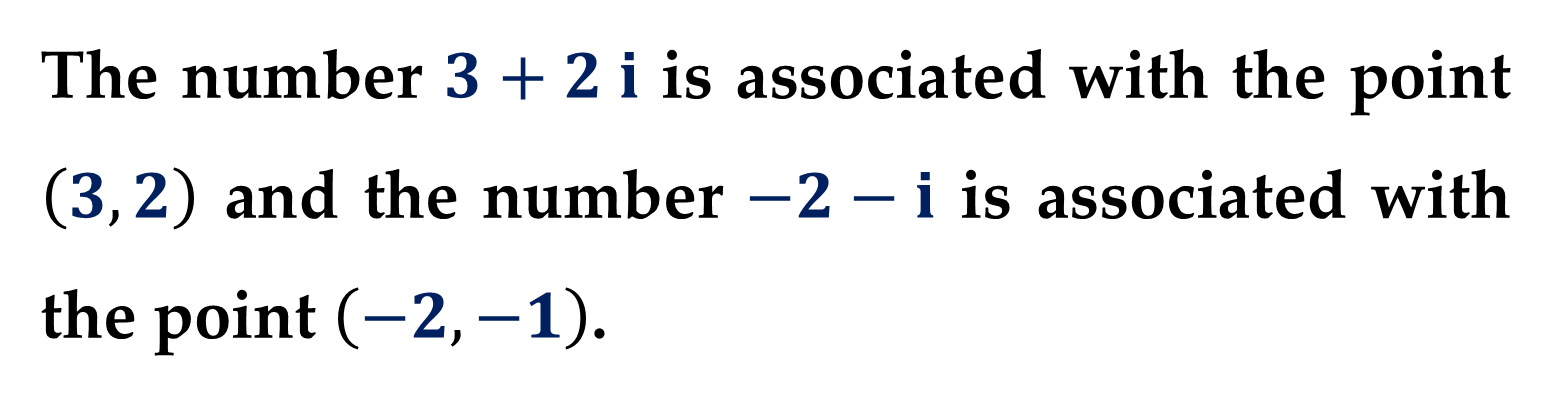 The number 3 + 2 i is associated with the point
(3, 2) and the number −2 − i is associated with
the point (−2, −1).